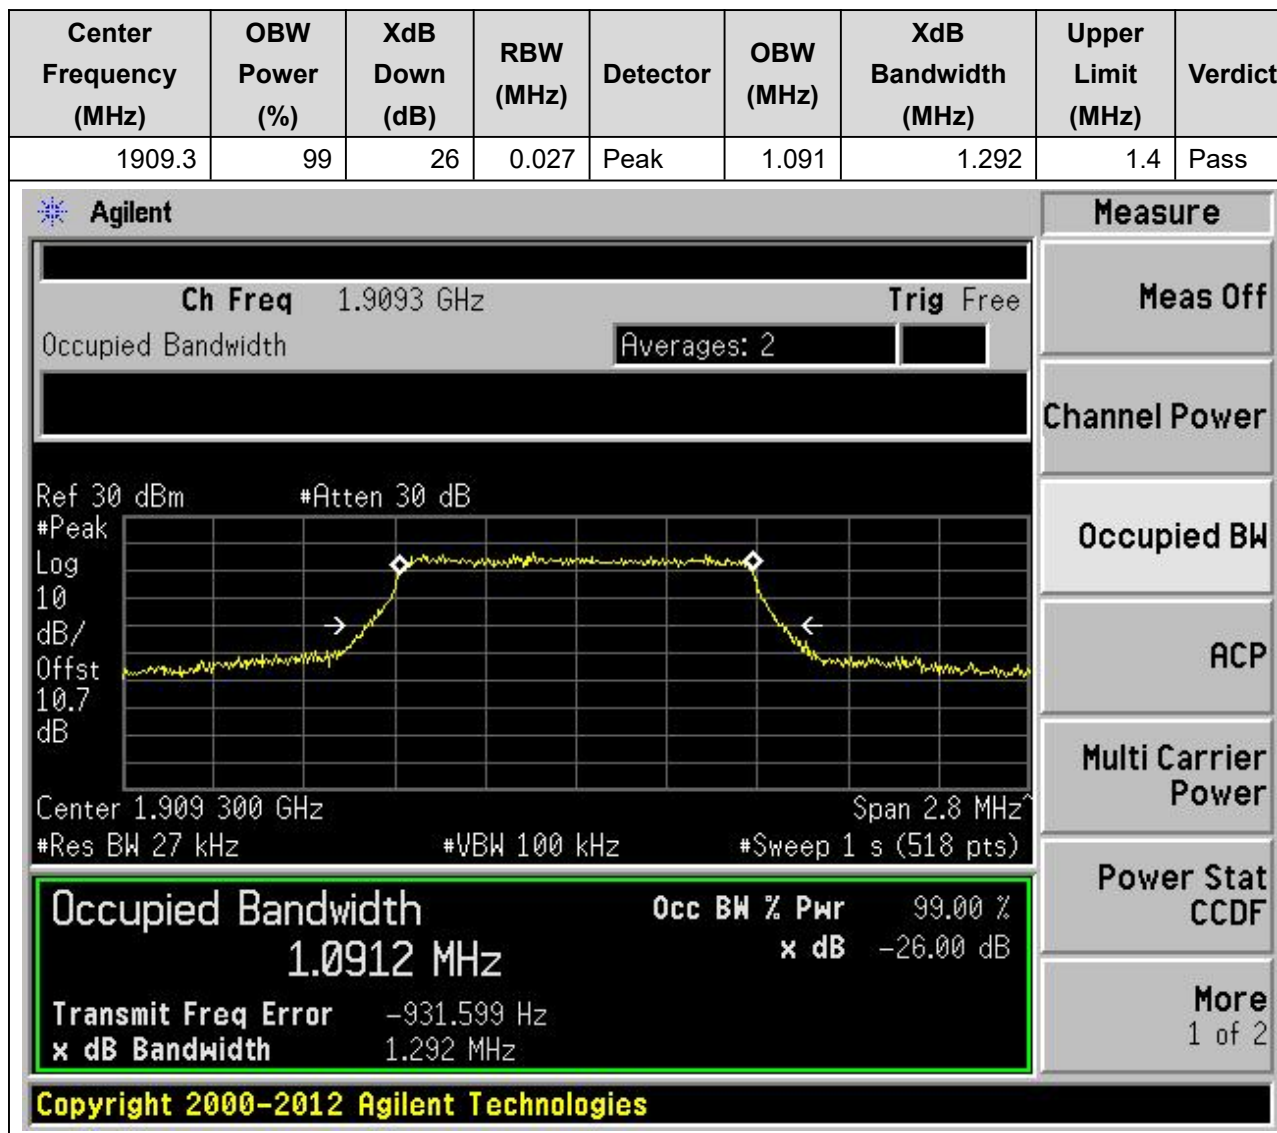 Center Frequency (MHz) OBW Power (%) XdB Down (dB) RBW (MHz) Detector OBW (MHz) XdB Bandwidth (MHz) Upper Limit (MHz) Verdict
1909.3 99 26 0.027 Peak 1.091 1.292 1.4 Pass
Agilent
Measure
Ch Freq 1.9093 GHz Trig Free
Meas Off
Occupied Bandwidth Averages: 2
Channel Power
Ref 30 dBm #Atten 30 dB
#Peak
Log
10
dB/
Offst
10.7
dB
Occupied BW
ACP
Multi Carrier
Power
Center 1.909 300 GHz Span 2.8 MHz^
#Res BW 27 kHz #VBW 100 kHz #Sweep 1 s (518 pts)
Power Stat
CCDF
Occupied Bandwidth Occ BW % Pwr 99.00 %
1.0912 MHz x dB -26.00 dB
Transmit Freq Error -931.599 Hz
x dB Bandwidth 1.292 MHz
More
1 of 2
Copyright 2000-2012 Agilent Technologies